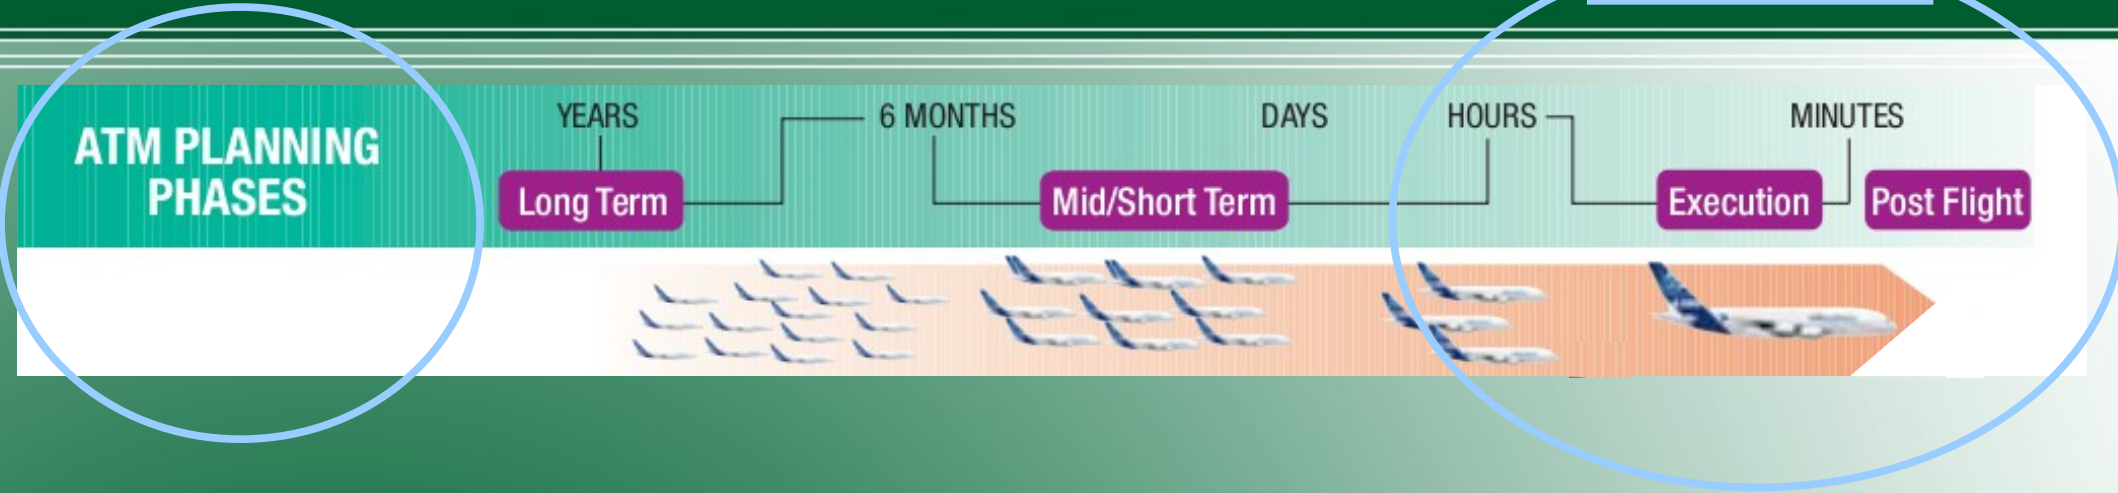 ATM PLANNING
PHASES
YEARS
6 MONTHS
DAYS
HOURS
MINUTES
Long Term
Mid/Short Term
Execution
Post Flight